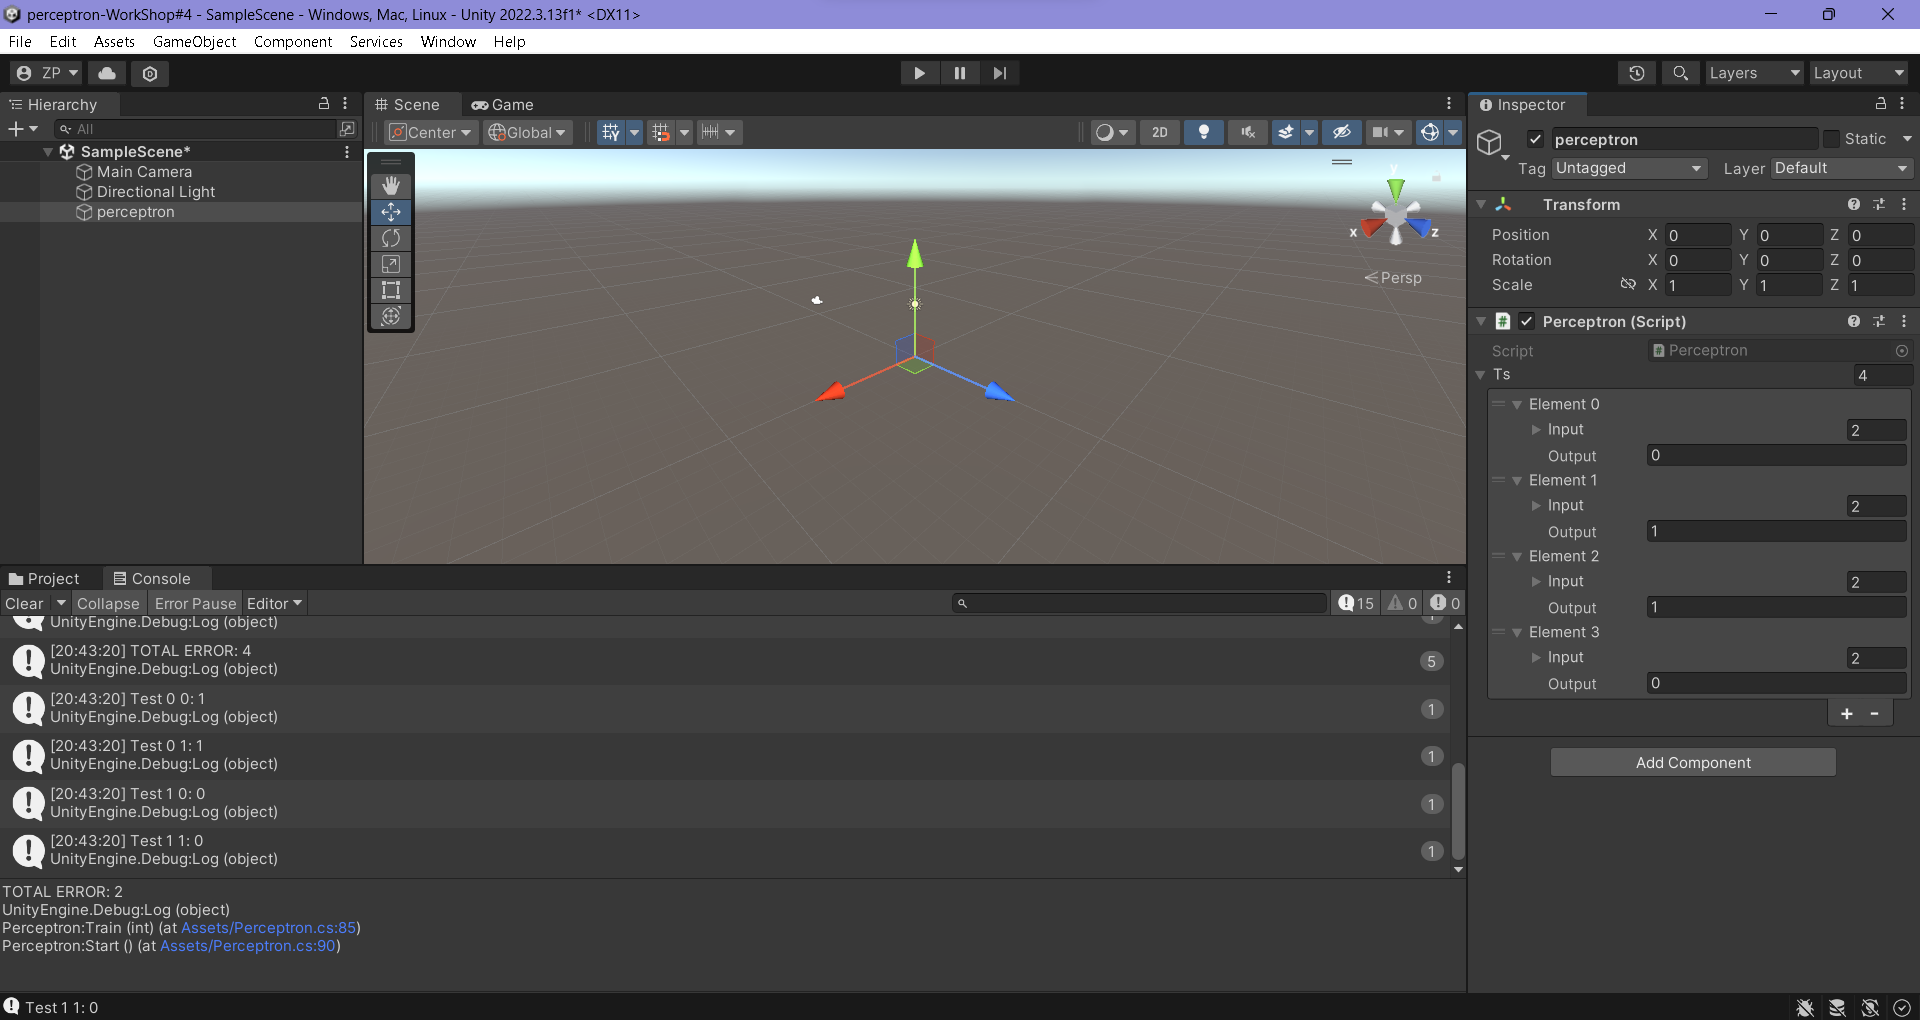 perceptron-WorkShop#4 - SampleScene - Windows, Mac, Linux - Unity 2022.3.13f1* <DX11>
File Edit Assets GameObject Component Services Window Help
ZP Layers Layout
Hierarchy
All
SampleScene*
Main Camera
Directional Light
perceptron
Scene Game
Center Global 2D
y
x z
Persp
Inspector
perceptron Static
Tag Untagged Layer Default
Transform
Position X 0 Y 0 Z 0
Rotation X 0 Y 0 Z 0
Scale X 1 Y 1 Z 1
Perceptron (Script)
Script Perceptron
Ts 4
Element 0
Input 2
Output 0
Element 1
Input 2
Output 1
Element 2
Input 2
Output 1
Element 3
Input 2
Output 0
+ -
Add Component
Project Console
Clear Collapse Error Pause Editor 15 0 0
UnityEngine.Debug:Log (object)
[20:43:20] TOTAL ERROR: 4
UnityEngine.Debug:Log (object) 5
[20:43:20] Test 0 0: 1
UnityEngine.Debug:Log (object) 1
[20:43:20] Test 0 1: 1
UnityEngine.Debug:Log (object) 1
[20:43:20] Test 1 0: 0
UnityEngine.Debug:Log (object) 1
[20:43:20] Test 1 1: 0
UnityEngine.Debug:Log (object) 1
TOTAL ERROR: 2
UnityEngine.Debug:Log (object)
Perceptron:Train (int) (at Assets/Perceptron.cs:85)
Perceptron:Start () (at Assets/Perceptron.cs:90)
Test 1 1: 0